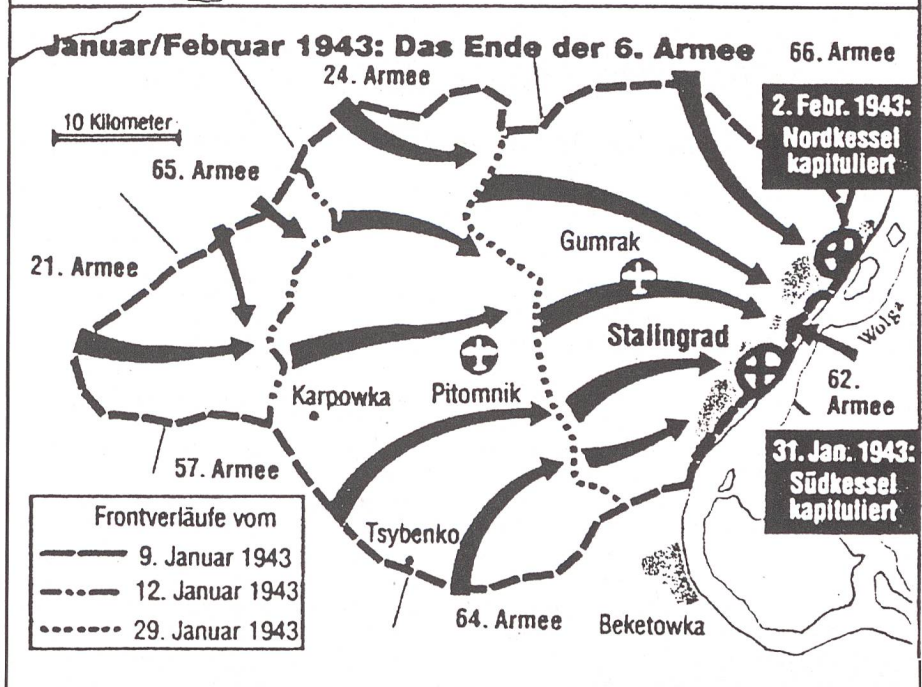 Januar/Februar 1943: Das Ende der 6. Armee
66. Armee
24. Armee
2. Febr. 1943:
Nordkessel
kapituliert
10 Kilometer
65. Armee
Gumrak
21. Armee
Stalingrad
Wolga
Karpowka
Pitomnik
62.
Armee
31. Jan. 1943:
Südkessel
kapituliert
57. Armee
Tsybenko
64. Armee
Beketowka
Frontverläufe vom
9. Januar 1943
12. Januar 1943
29. Januar 1943